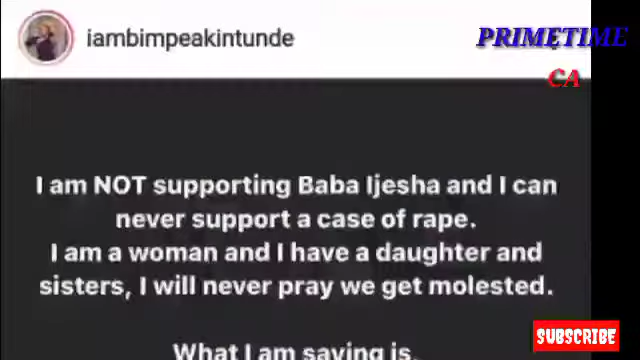 iambimpeakintunde
PRIMETIME
CA
I am NOT supporting Baba Ijesha and I can
never support a case of rape.
I am a woman and I have a daughter and
sisters, I will never pray we get molested.
What I am saying is,
SUBSCRIBE